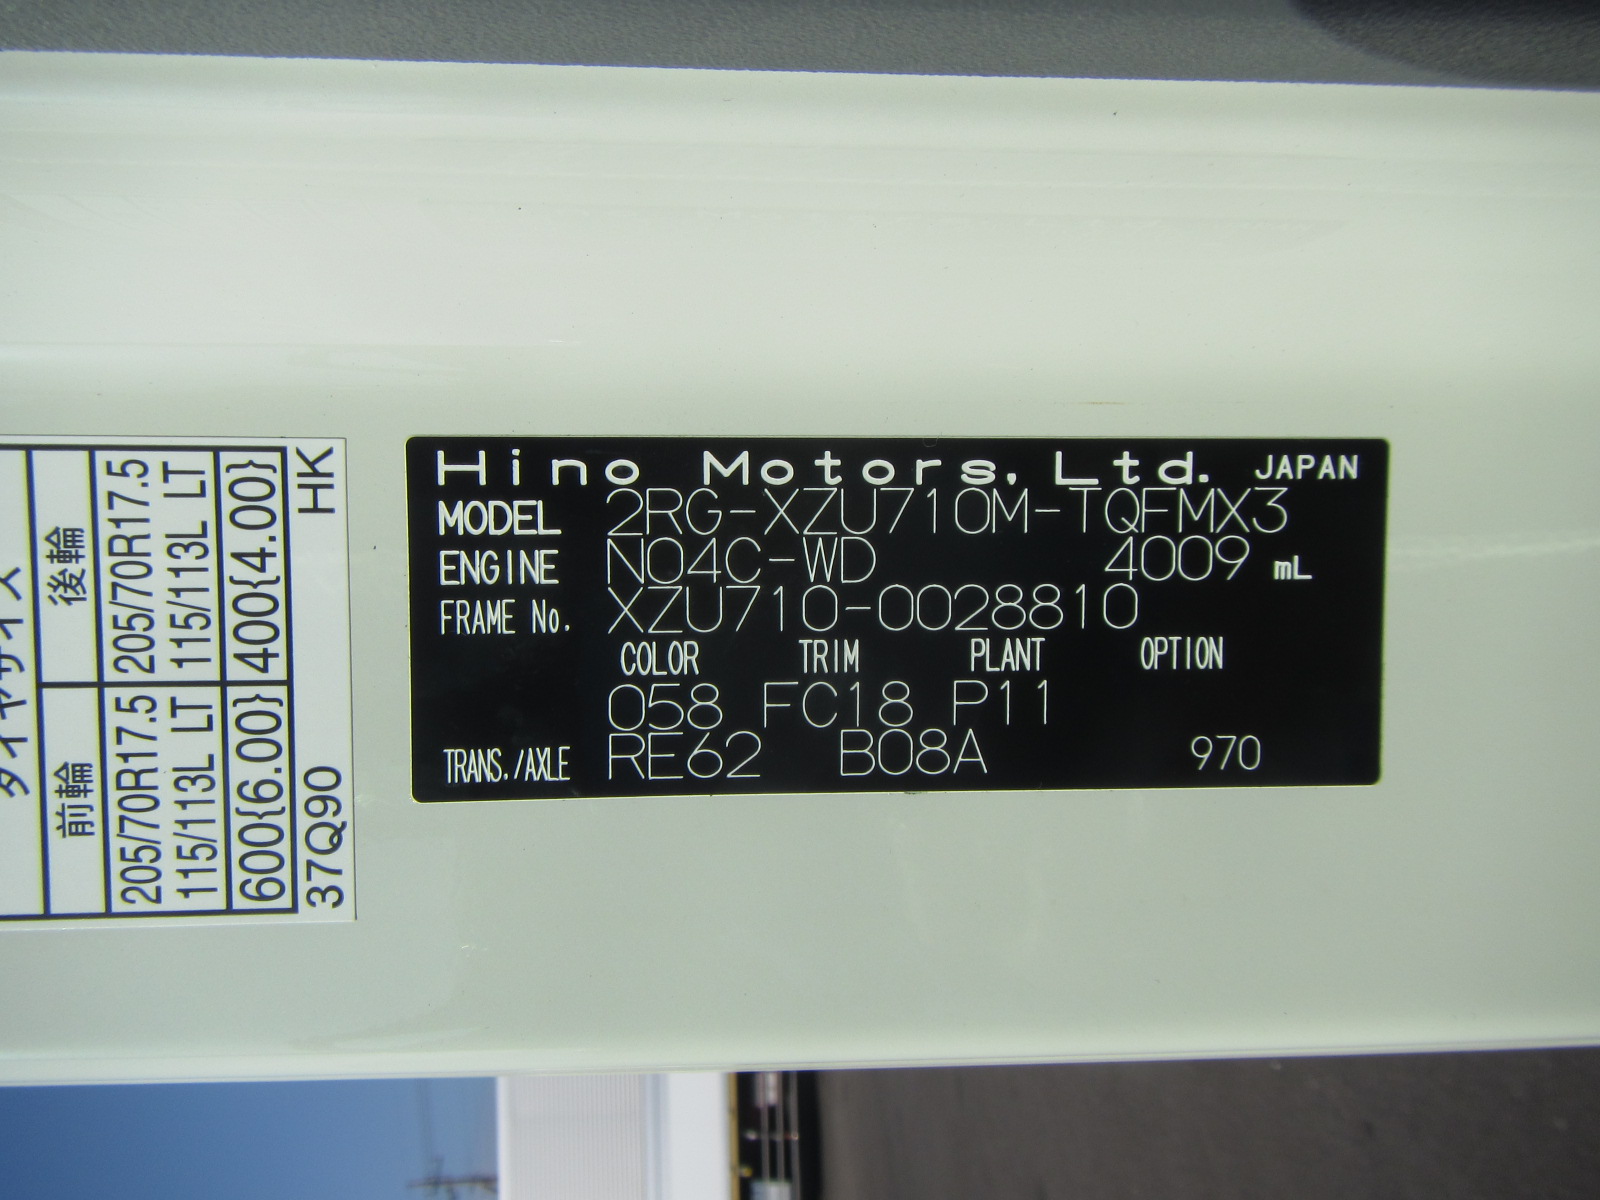 Hino Motors, Ltd. JAPAN
MODEL 2RG-XZU710M-TQFMX3
ENGINE N04C-WD 4009 mL
FRAME No. XZU710-0028810
COLOR TRIM PLANT OPTION
058 FC18 P11
TRANS./AXLE RE62 B08A 970
タイヤサイズ
前輪 後輪
205/70R17.5 205/70R17.5
115/113L LT 115/113L LT
600{6.00} 400{4.00}
37Q90 HK